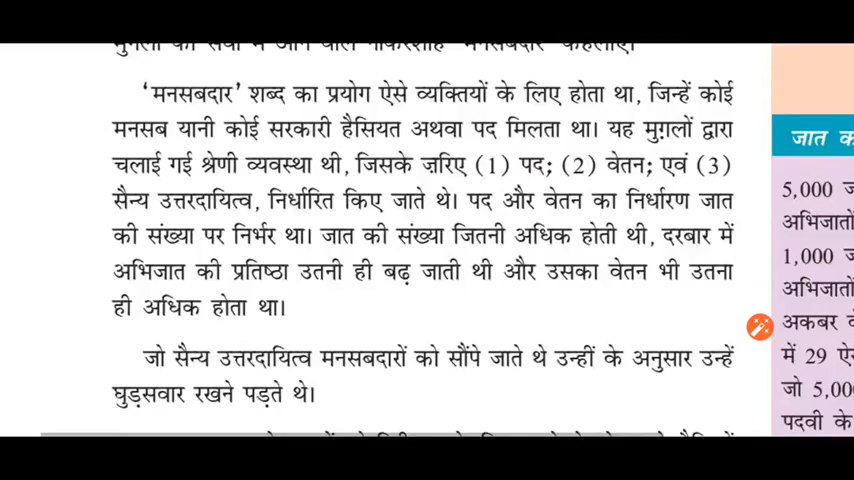 'मनसबदार' शब्द का प्रयोग ऐसे व्यक्तियों के लिए होता था, जिन्हें कोई
मनसब यानी कोई सरकारी हैसियत अथवा पद मिलता था। यह मुग़लों द्वारा
चलाई गई श्रेणी व्यवस्था थी, जिसके ज़रिए (1) पद; (2) वेतन; एवं (3)
सैन्य उत्तरदायित्व, निर्धारित किए जाते थे। पद और वेतन का निर्धारण जात
की संख्या पर निर्भर था। जात की संख्या जितनी अधिक होती थी, दरबार में
अभिजात की प्रतिष्ठा उतनी ही बढ़ जाती थी और उसका वेतन भी उतना
ही अधिक होता था।
जो सैन्य उत्तरदायित्व मनसबदारों को सौंपे जाते थे उन्हीं के अनुसार उन्हें
घुड़सवार रखने पड़ते थे।
जात
5,000
अभिजातों
1,000
अभिजातों
अकबर
में 29
जो
पदवी के